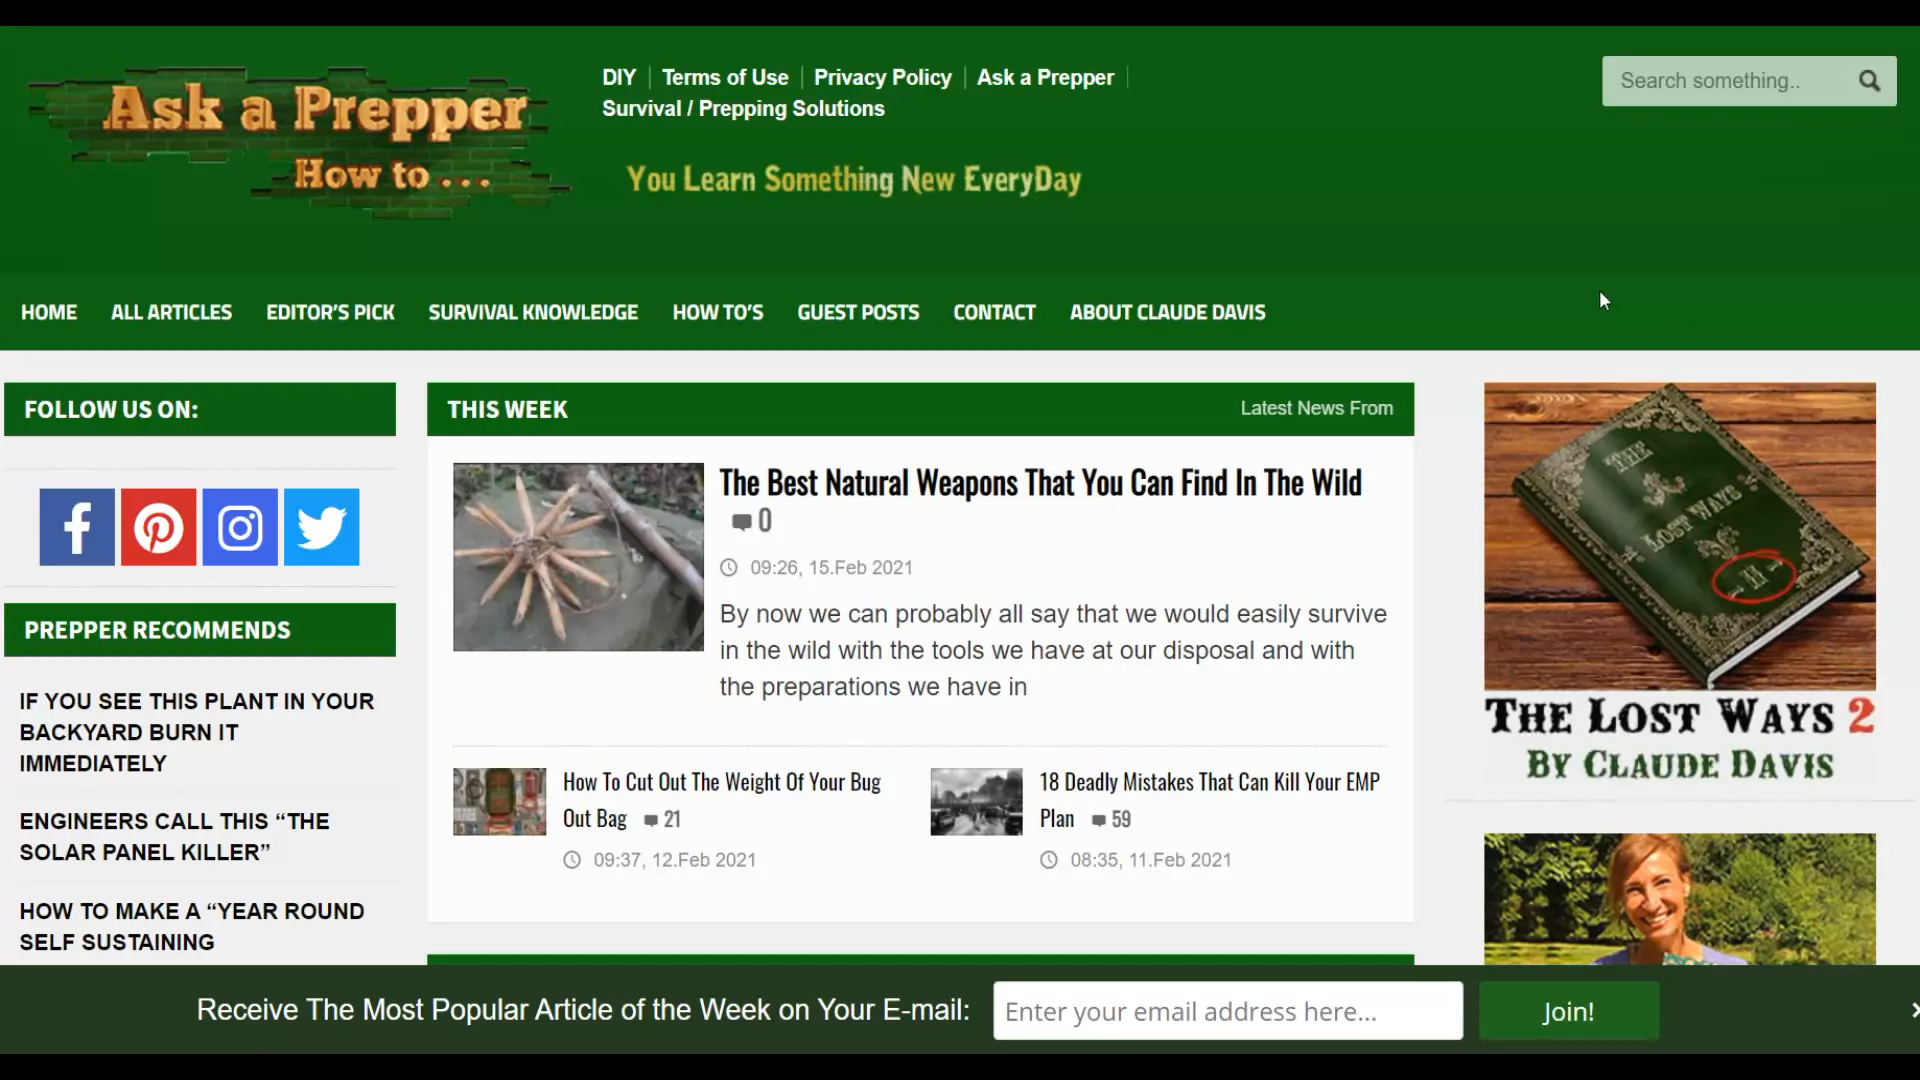 Ask a Prepper
How to ...
DIY
Terms of Use
Privacy Policy
Ask a Prepper
Survival / Prepping Solutions
You Learn Something New EveryDay
Search something..
HOME
ALL ARTICLES
EDITOR'S PICK
SURVIVAL KNOWLEDGE
HOW TO'S
GUEST POSTS
CONTACT
ABOUT CLAUDE DAVIS
FOLLOW US ON:
PREPPER RECOMMENDS
IF YOU SEE THIS PLANT IN YOUR
BACKYARD BURN IT
IMMEDIATELY
ENGINEERS CALL THIS “THE
SOLAR PANEL KILLER”
HOW TO MAKE A “YEAR ROUND
SELF SUSTAINING
THIS WEEK
Latest News From
The Best Natural Weapons That You Can Find In The Wild
0
09:26, 15.Feb 2021
By now we can probably all say that we would easily survive
in the wild with the tools we have at our disposal and with
the preparations we have in
How To Cut Out The Weight Of Your Bug
Out Bag 21
09:37, 12.Feb 2021
18 Deadly Mistakes That Can Kill Your EMP
Plan 59
08:35, 11.Feb 2021
THE
LOST WAYS
II
THE LOST WAYS 2
BY CLAUDE DAVIS
Receive The Most Popular Article of the Week on Your E-mail:
Enter your email address here...
Join!